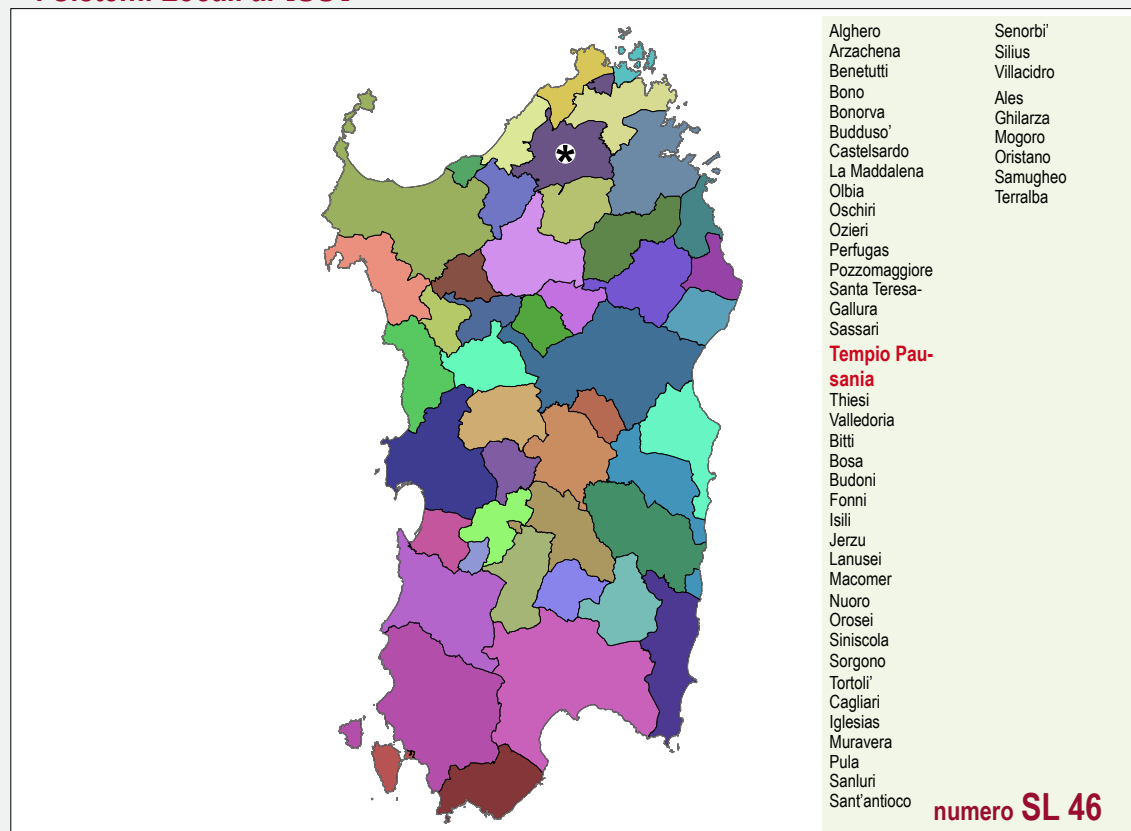 Alghero
Arzachena
Benetutti
Bono
Bonorva
Budduso'
Castelsardo
La Maddalena
Olbia
Oschiri
Ozieri
Perfugas
Pozzomaggiore
Santa Teresa-
Gallura
Sassari
Tempio Pau-
sania
Thiesi
Valledoria
Bitti
Bosa
Budoni
Fonni
Isili
Jerzu
Lanusei
Macomer
Nuoro
Orosei
Siniscola
Sorgono
Tortoli'
Cagliari
Iglesias
Muravera
Pula
Sanluri
Sant'antioco
Senorbi'
Silius
Villacidro
Ales
Ghilarza
Mogoro
Oristano
Samugheo
Terralba
*
numero SL 46